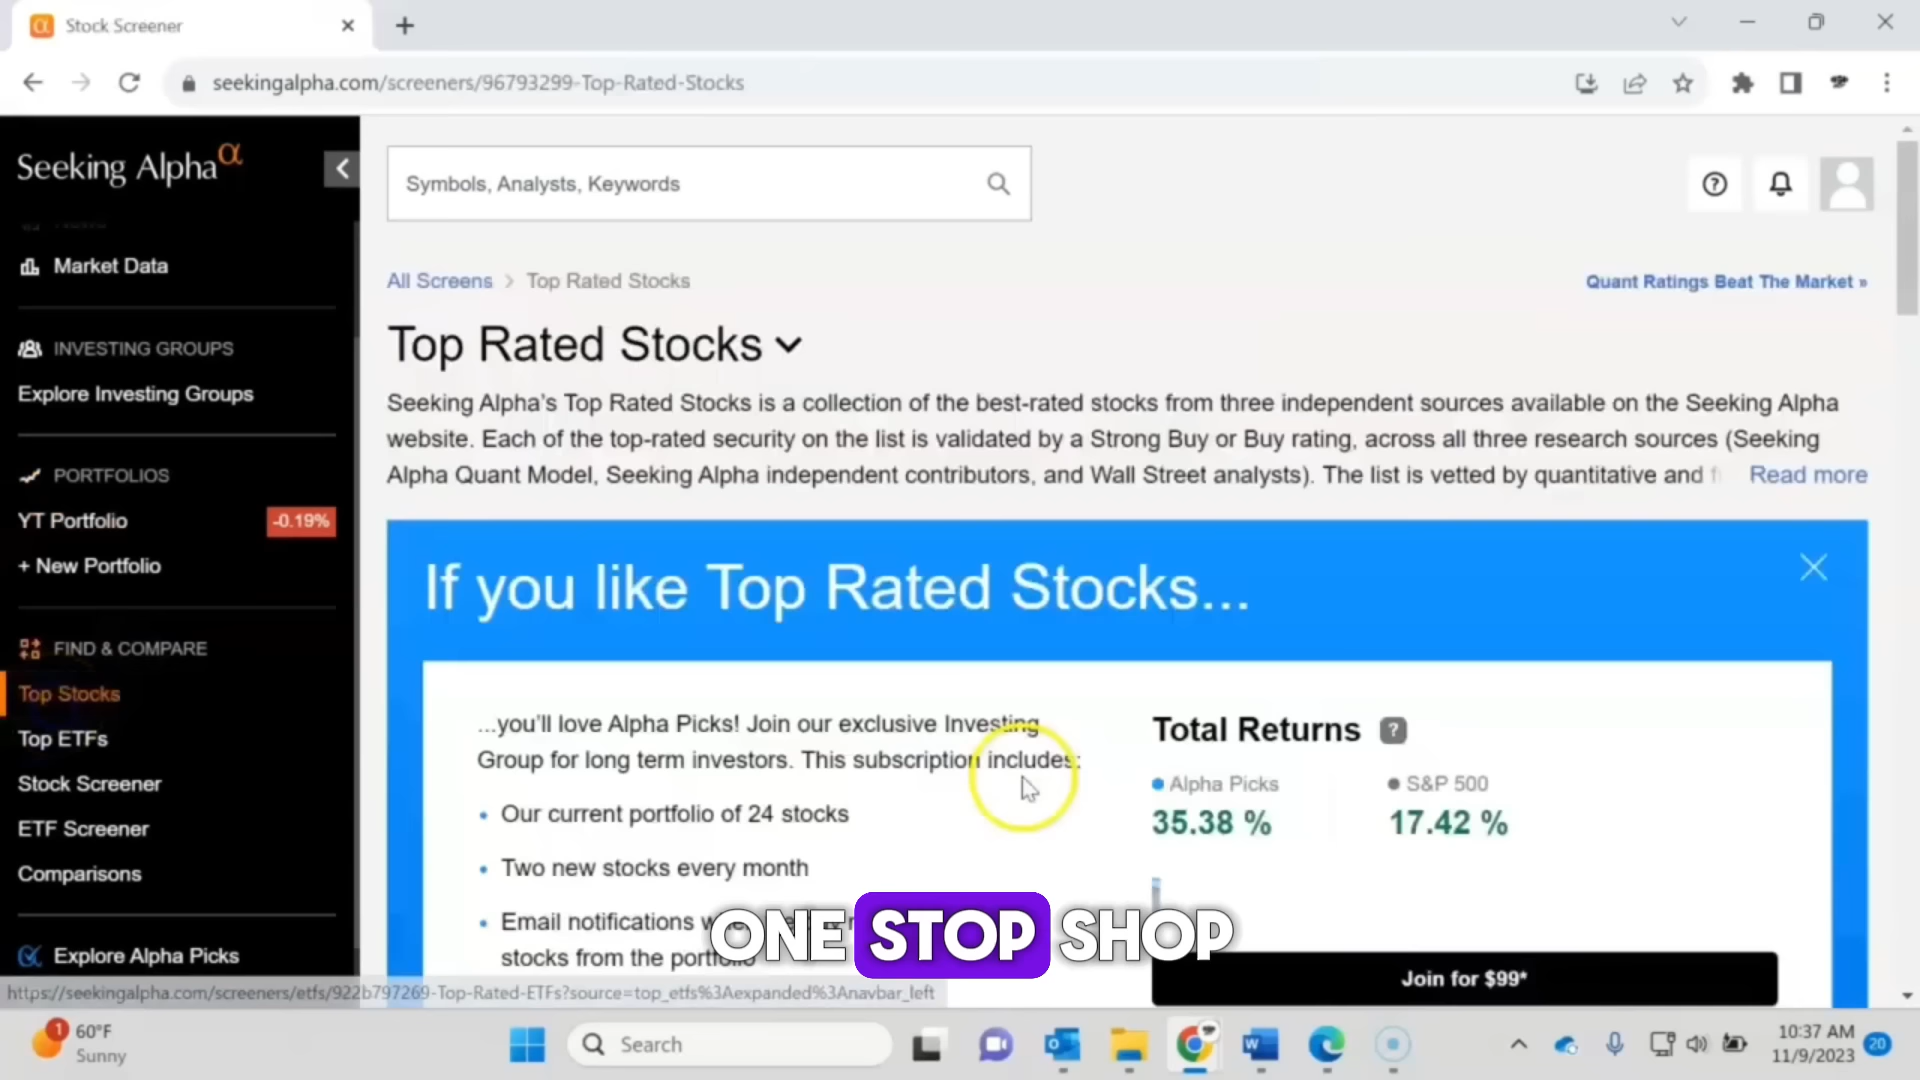 Stock Screener
seekingalpha.com/screeners/96793299-Top-Rated-Stocks
Seeking Alpha α
Symbols, Analysts, Keywords
Market Data
All Screens > Top Rated Stocks
Quant Ratings Beat The Market »
INVESTING GROUPS
Explore Investing Groups
Top Rated Stocks
Seeking Alpha's Top Rated Stocks is a collection of the best-rated stocks from three independent sources available on the Seeking Alpha
website. Each of the top-rated security on the list is validated by a Strong Buy or Buy rating, across all three research sources (Seeking
Alpha Quant Model, Seeking Alpha independent contributors, and Wall Street analysts). The list is vetted by quantitative and Read more
PORTFOLIOS
YT Portfolio -0.19%
+ New Portfolio
FIND & COMPARE
Top Stocks
Top ETFs
Stock Screener
ETF Screener
Comparisons
Explore Alpha Picks
If you like Top Rated Stocks...
...you'll love Alpha Picks! Join our exclusive Investing
Group for long term investors. This subscription includes:
• Our current portfolio of 24 stocks
• Two new stocks every month
• Email notifications
stocks from the portfolio
Total Returns ?
Alpha Picks
35.38 %
S&P 500
17.42 %
ONE STOP SHOP
Join for $99*
https://seekingalpha.com/screeners/etfs/922b797269-Top-Rated-ETFs?source=top_etfs%3Aexpanded%3Anavbar_left
1
60°F
Sunny
Search
10:37 AM
11/9/2023
20